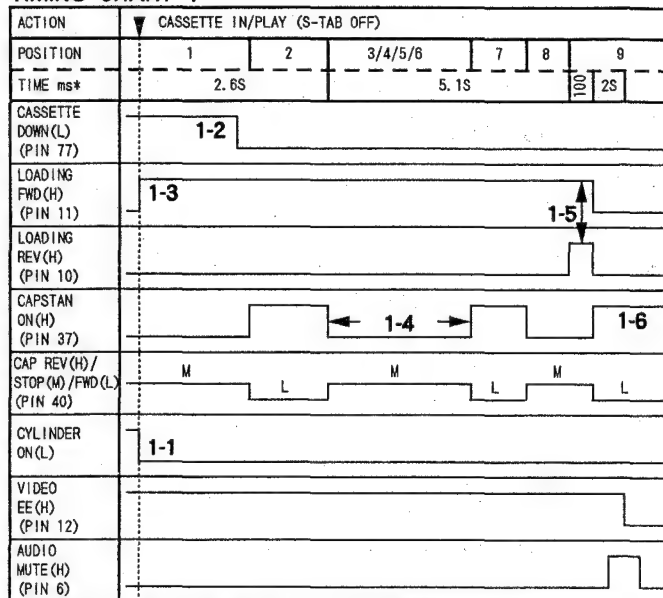 ACTION
CASSETTE IN/PLAY (S-TAB OFF)
POSITION 1 2 3/4/5/6 7 8 9
TIME ms* 2.6S 5.1S 100 2S
CASSETTE
DOWN(L)
(PIN 77)
1-2
LOADING
FWD(H)
(PIN 11)
1-3
1-5
LOADING
REV(H)
(PIN 10)
CAPSTAN
ON(H)
(PIN 37)
1-4
1-6
CAP REV(H)/
STOP(M)/FWD(L)
(PIN 40)
M L M L M L
CYLINDER
ON(L)
1-1
VIDEO
EE(H)
(PIN 12)
AUDIO
MUTE(H)
(PIN 6)